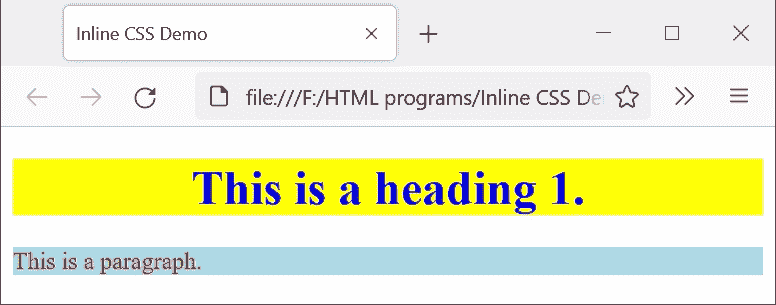 Inline CSS Demo
file:///F:/HTML programs/Inline CSS De
This is a heading 1.
This is a paragraph.